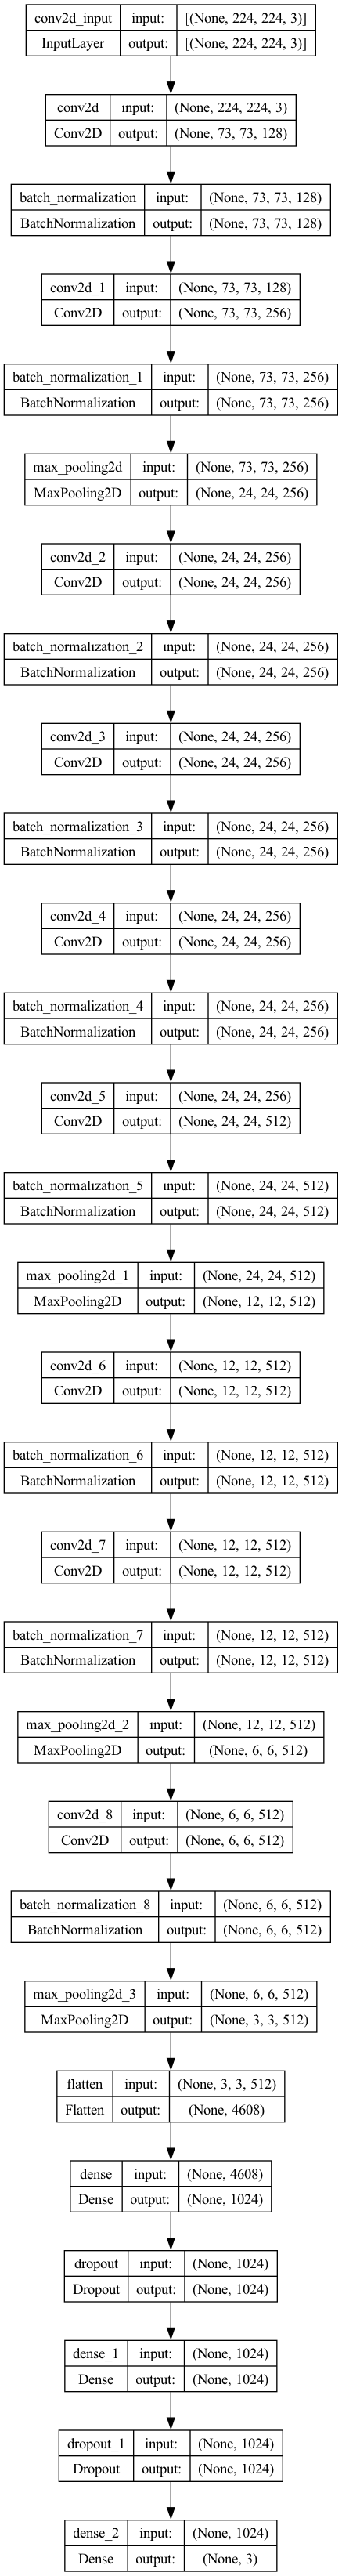 conv2d_input input: [(None, 224, 224, 3)]
InputLayer output: [(None, 224, 224, 3)]
conv2d input: (None, 224, 224, 3)
Conv2D output: (None, 73, 73, 128)
batch_normalization input: (None, 73, 73, 128)
BatchNormalization output: (None, 73, 73, 128)
conv2d_1 input: (None, 73, 73, 128)
Conv2D output: (None, 73, 73, 256)
batch_normalization_1 input: (None, 73, 73, 256)
BatchNormalization output: (None, 73, 73, 256)
max_pooling2d input: (None, 73, 73, 256)
MaxPooling2D output: (None, 24, 24, 256)
conv2d_2 input: (None, 24, 24, 256)
Conv2D output: (None, 24, 24, 256)
batch_normalization_2 input: (None, 24, 24, 256)
BatchNormalization output: (None, 24, 24, 256)
conv2d_3 input: (None, 24, 24, 256)
Conv2D output: (None, 24, 24, 256)
batch_normalization_3 input: (None, 24, 24, 256)
BatchNormalization output: (None, 24, 24, 256)
conv2d_4 input: (None, 24, 24, 256)
Conv2D output: (None, 24, 24, 256)
batch_normalization_4 input: (None, 24, 24, 256)
BatchNormalization output: (None, 24, 24, 256)
conv2d_5 input: (None, 24, 24, 256)
Conv2D output: (None, 24, 24, 512)
batch_normalization_5 input: (None, 24, 24, 512)
BatchNormalization output: (None, 24, 24, 512)
max_pooling2d_1 input: (None, 24, 24, 512)
MaxPooling2D output: (None, 12, 12, 512)
conv2d_6 input: (None, 12, 12, 512)
Conv2D output: (None, 12, 12, 512)
batch_normalization_6 input: (None, 12, 12, 512)
BatchNormalization output: (None, 12, 12, 512)
conv2d_7 input: (None, 12, 12, 512)
Conv2D output: (None, 12, 12, 512)
batch_normalization_7 input: (None, 12, 12, 512)
BatchNormalization output: (None, 12, 12, 512)
max_pooling2d_2 input: (None, 12, 12, 512)
MaxPooling2D output: (None, 6, 6, 512)
conv2d_8 input: (None, 6, 6, 512)
Conv2D output: (None, 6, 6, 512)
batch_normalization_8 input: (None, 6, 6, 512)
BatchNormalization output: (None, 6, 6, 512)
max_pooling2d_3 input: (None, 6, 6, 512)
MaxPooling2D output: (None, 3, 3, 512)
flatten input: (None, 3, 3, 512)
Flatten output: (None, 4608)
dense input: (None, 4608)
Dense output: (None, 1024)
dropout input: (None, 1024)
Dropout output: (None, 1024)
dense_1 input: (None, 1024)
Dense output: (None, 1024)
dropout_1 input: (None, 1024)
Dropout output: (None, 1024)
dense_2 input: (None, 1024)
Dense output: (None, 3)